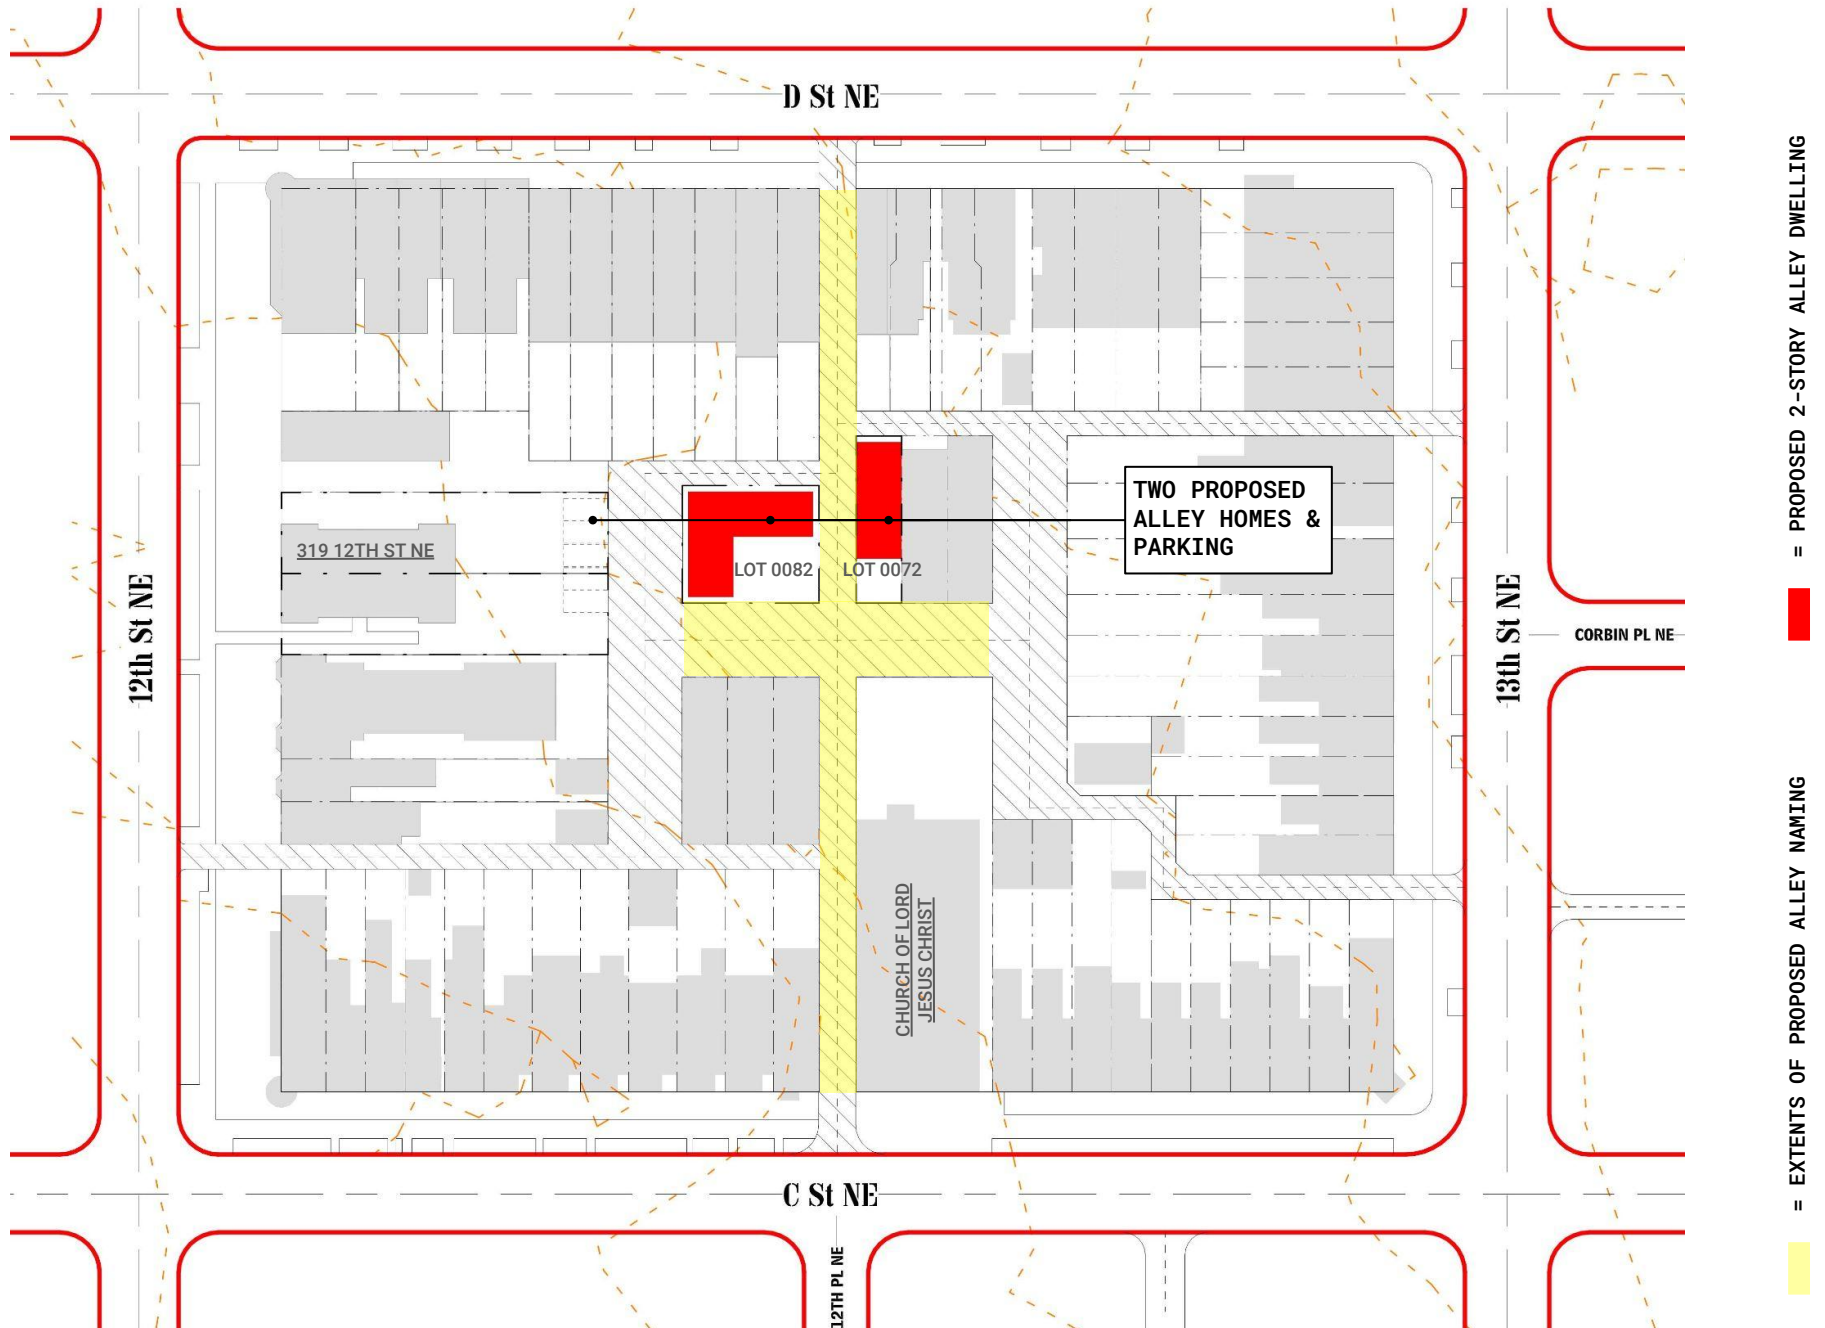 D St NE
TWO PROPOSED
ALLEY HOMES &
PARKING
319 12TH ST NE
LOT 0082
LOT 0072
12th St NE
13th St NE
CORBIN PL NE
CHURCH OF LORD
JESUS CHRIST
C St NE
12TH PL NE
= PROPOSED 2-STORY ALLEY DWELLING
= EXTENTS OF PROPOSED ALLEY NAMING